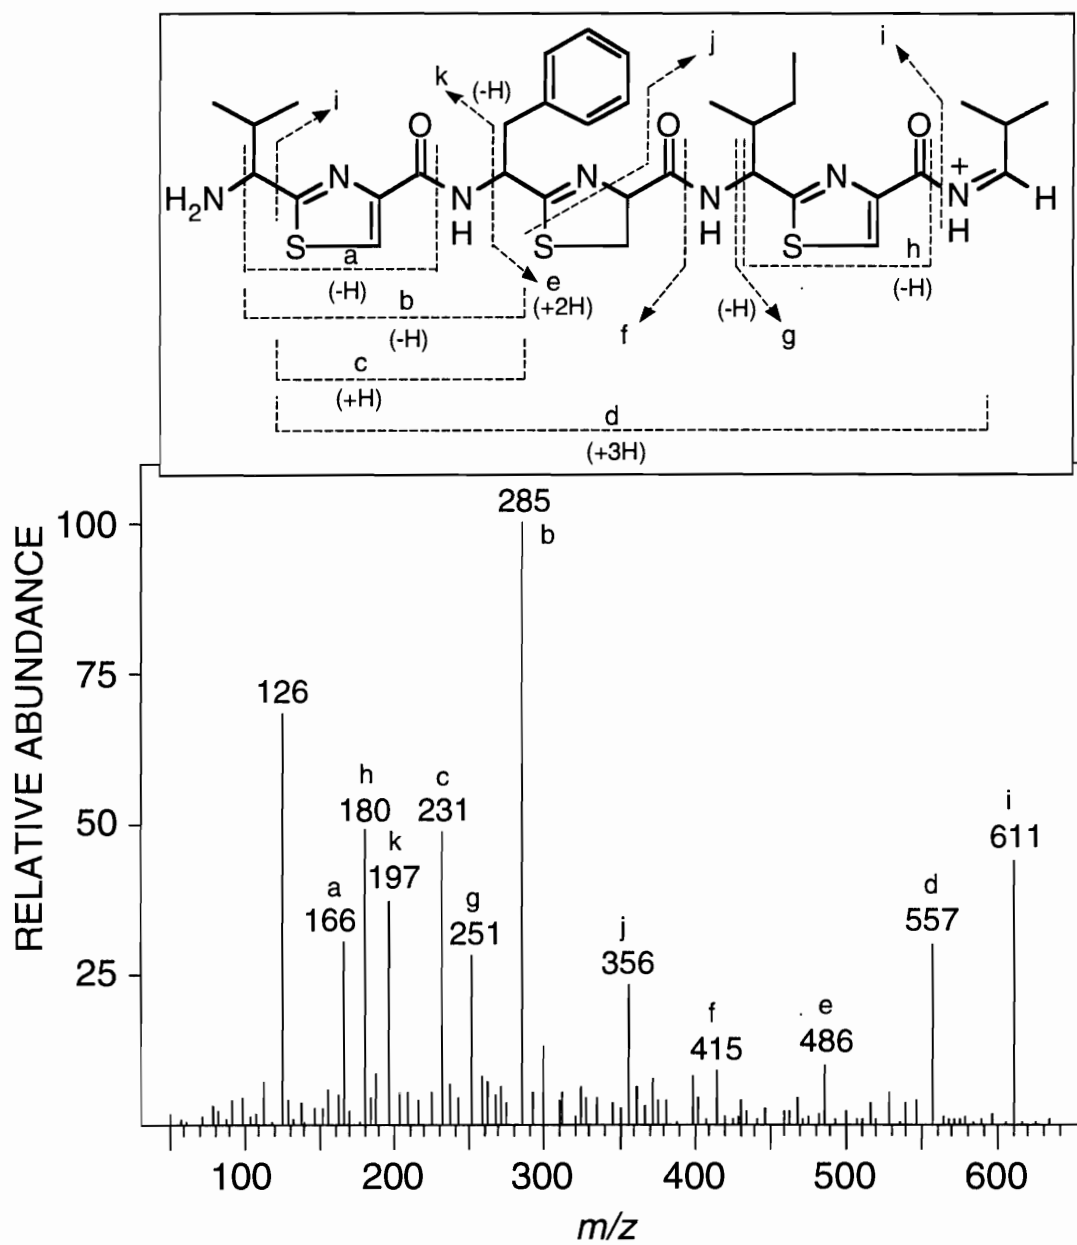 i
j
k
(-H)
i
O
O
O
+
H2N
N
N
H
N
N
H
N
N
H
H
S
S
S
a
(-H)
e
(+2H)
h
(-H)
b
(-H)
f
(-H)
g
c
(+H)
d
(+3H)
RELATIVE ABUNDANCE
100
75
50
25
285
b
126
h
180
c
231
k
197
a
166
g
251
j
356
f
415
e
486
d
557
i
611
100
200
300
400
500
600
m/z